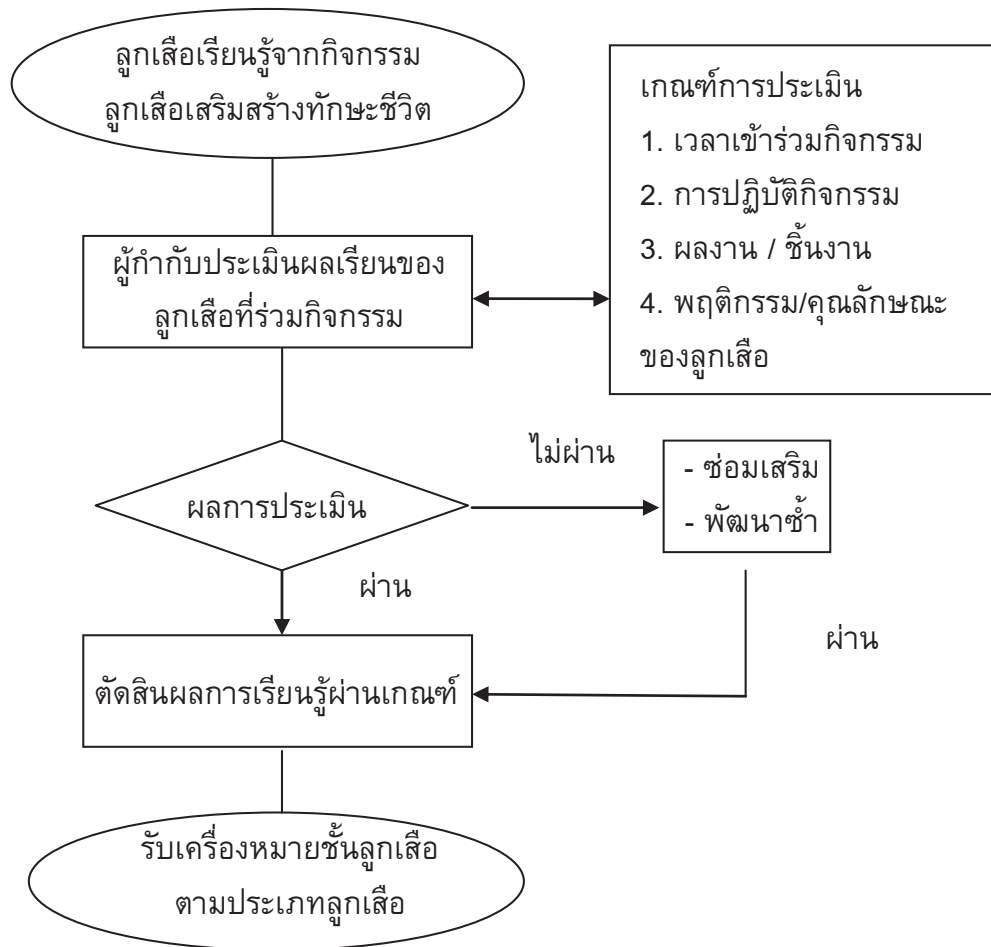 ลูกเสือเรียนรู้จากกิจกรรม
ลูกเสือเสริมสร้างทักษะชีวิต
เกณฑ์การประเมิน
1. เวลาเข้าร่วมกิจกรรม
2. การปฏิบัติกิจกรรม
3. ผลงาน / ชิ้นงาน
4. พฤติกรรม/คุณลักษณะ
ของลูกเสือ
ผู้กำกับประเมินผลเรียนของ
ลูกเสือที่ร่วมกิจกรรม
ไม่ผ่าน
- ซ่อมเสริม
- พัฒนาซ้ำ
ผลการประเมิน
ผ่าน
ผ่าน
ตัดสินผลการเรียนรู้ผ่านเกณฑ์
รับเครื่องหมายชั้นลูกเสือ
ตามประเภทลูกเสือ